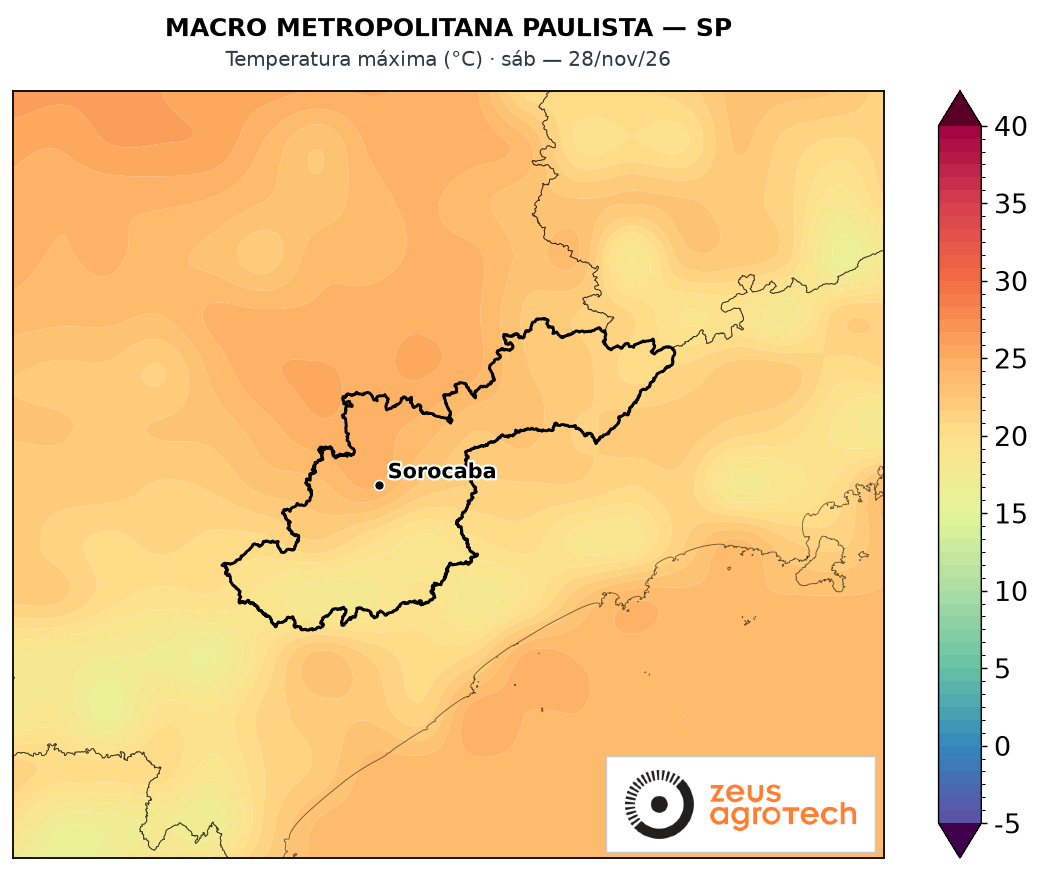 MACRO METROPOLITANA PAULISTA — SP
Temperatura máxima (°C) · sáb — 28/nov/26
40
35
30
25
20
15
10
5
0
-5
Sorocaba
zeus
agrotech